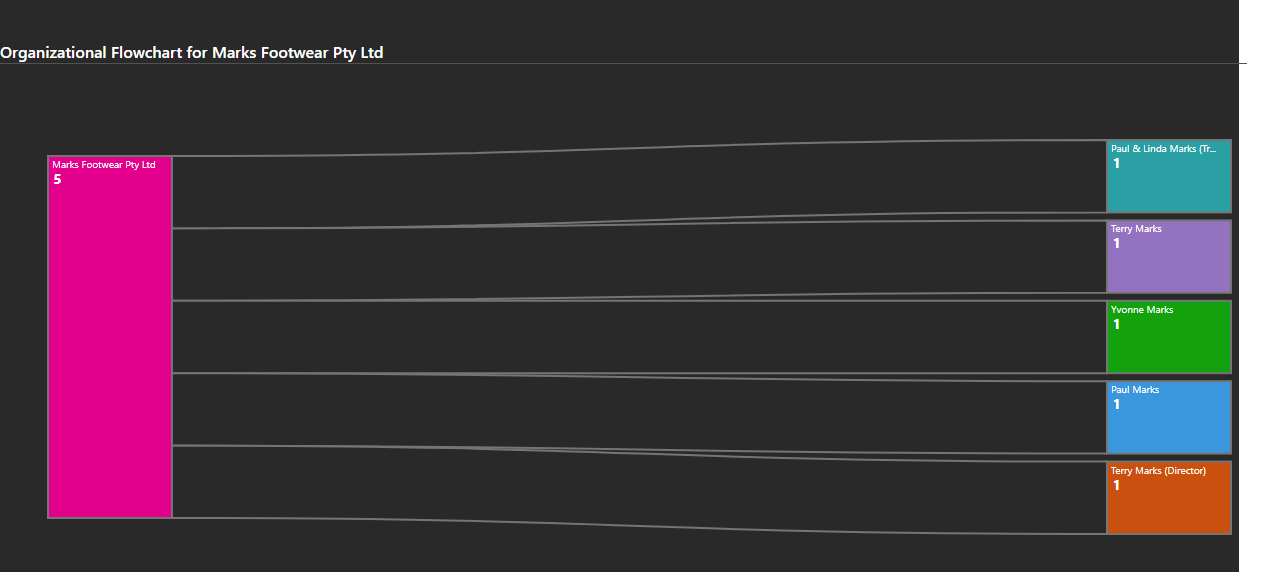 Organizational Flowchart for Marks Footwear Pty Ltd
Marks Footwear Pty Ltd
5
Paul & Linda Marks (Tr...
1
Terry Marks
1
Yvonne Marks
1
Paul Marks
1
Terry Marks (Director)
1